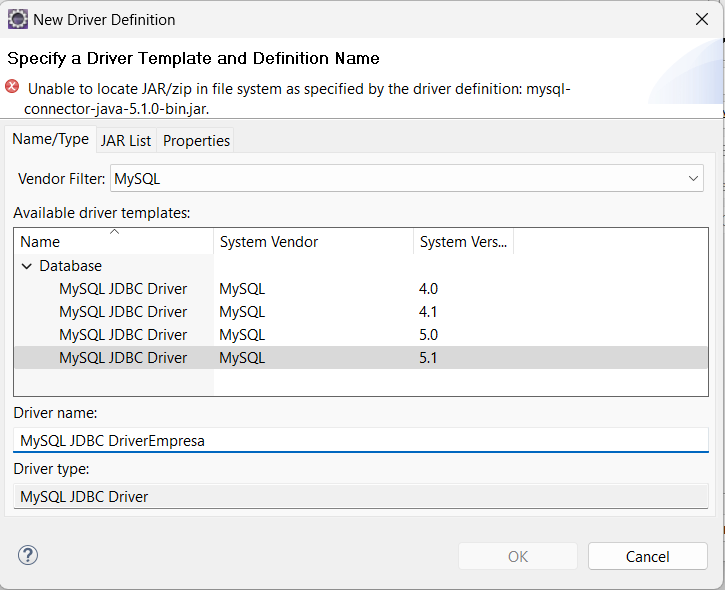 New Driver Definition
Specify a Driver Template and Definition Name
Unable to locate JAR/zip in file system as specified by the driver definition: mysql-
connector-java-5.1.0-bin.jar.
Name/Type JAR List Properties
Vendor Filter: MySQL
Available driver templates:
Name System Vendor System Vers...
Database
MySQL JDBC Driver MySQL 4.0
MySQL JDBC Driver MySQL 4.1
MySQL JDBC Driver MySQL 5.0
MySQL JDBC Driver MySQL 5.1
Driver name:
MySQL JDBC DriverEmpresa
Driver type:
MySQL JDBC Driver
? OK Cancel